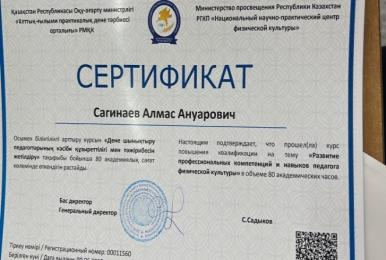 Қазақстан Республикасы Оқу-ағарту министрлігі
«Ұлттық-ғылыми практикалық дене тәрбиесі
орталығы» РМҚК
Министерство просвещения Республики Казахстан
РГКП «Национальный научно-практический центр
физической культуры»
СЕРТИФИКАТ
Сагинаев Алмас Ануарович
Осымен біліктілікті арттыру курсын «Дене шынықтыру
педагогтарының кәсіби құзыреттілігі мен тәжірибесін
жетілдіру» тақырыбы бойынша 80 академиялық сағат
көлемінде өткендігін растайды.
Настоящим подтверждает, что прошел(ла) курс
повышения квалификации на тему «Развитие
профессиональных компетенций и навыков педагога
физической культуры» в объеме 80 академических часов.
Бас директор
Генеральный директор
С.Садыков
Тіркеу нөмірі / Регистрационный номер: 00011560
Берілген күні / Дата выдачи: